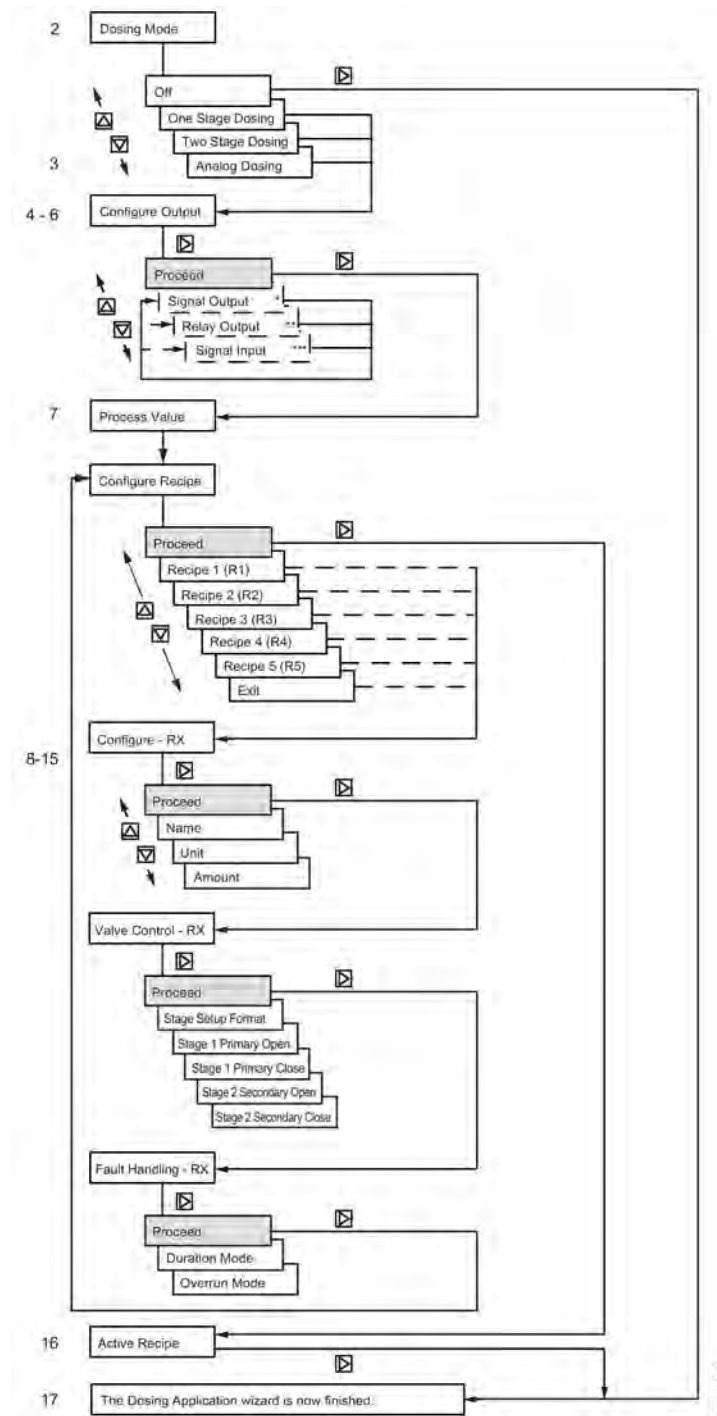 2
Dosing Mode
Off
One Stage Dosing
Two Stage Dosing
3
Analog Dosing
4 - 6
Configure Output
Proceed
Signal Output
Relay Output
Signal Input
7
Process Value
Configure Recipe
Proceed
Recipe 1 (R1)
Recipe 2 (R2)
Recipe 3 (R3)
Recipe 4 (R4)
Recipe 5 (R5)
Exit
Configure - RX
8-15
Proceed
Name
Unit
Amount
Valve Control - RX
Proceed
Stage Setup Format
Stage 1 Primary Open
Stage 1 Primary Close
Stage 2 Secondary Open
Stage 2 Secondary Close
Fault Handling - RX
Proceed
Duration Mode
Overrun Mode
16
Active Recipe
17
The Dosing Application wizard is now finished.